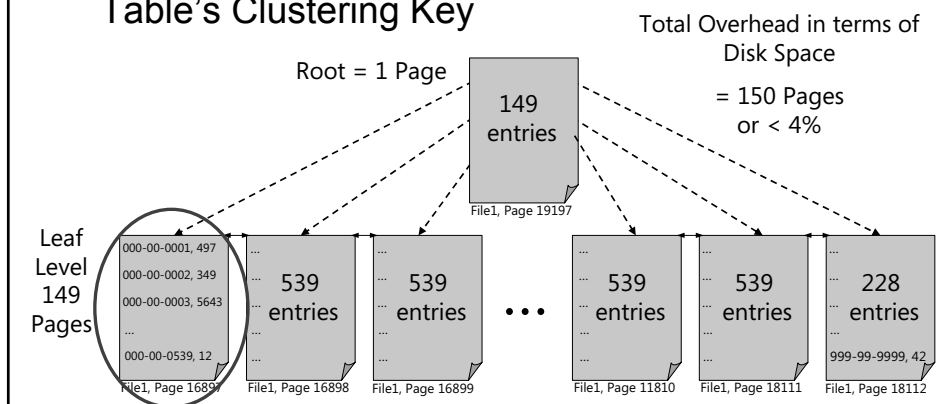 Table's Clustering Key
Total Overhead in terms of
Disk Space
= 150 Pages
or < 4%
Root = 1 Page
149
entries
File1, Page 19197
Leaf
Level
149
Pages
000-00-0001, 497
000-00-0002, 349
000-00-0003, 5643
...
000-00-0539, 12
File1, Page 16897
...
...
539
entries
...
...
...
File1, Page 16898
...
...
539
entries
...
...
...
File1, Page 16899
• • •
...
...
539
entries
...
...
...
File1, Page 11810
...
...
539
entries
...
...
...
File1, Page 18111
...
...
228
entries
...
...
999-99-9999, 42
File1, Page 18112